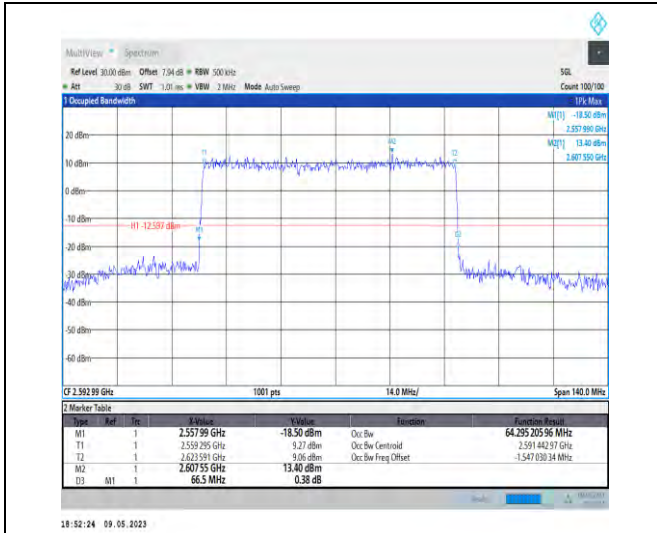 MultiView Spectrum
Ref Level 30.00 dBm Offset 7.94 dB RBW 500 kHz SGL
Att 30 dB SWT 1.01 ms VBW 2 MHz Mode Auto Sweep Count 100/100
1 Occupied Bandwidth 1Pk Max
M1[1] -18.50 dBm
2.557 990 GHz
M2[1] 13.40 dBm
2.607 550 GHz
20 dBm
M2
T1 T2
10 dBm
0 dBm
-10 dBm
H1 -12.597 dBm
M1
D3
-20 dBm
-30 dBm
-40 dBm
-50 dBm
-60 dBm
CF 2.592 99 GHz 1001 pts 14.0 MHz/ Span 140.0 MHz
2 Marker Table
Type Ref Trc X-Value Y-Value Function Function Result
M1 1 2.557 99 GHz -18.50 dBm Occ Bw 64.295 205 96 MHz
T1 1 2.559 295 GHz 9.27 dBm Occ Bw Centroid 2.591 442 97 GHz
T2 1 2.623 591 GHz 9.06 dBm Occ Bw Freq Offset -1.547 030 34 MHz
M2 1 2.607 55 GHz 13.40 dBm
D3 M1 1 66.5 MHz 0.38 dB
18:52:24 09.05.2023